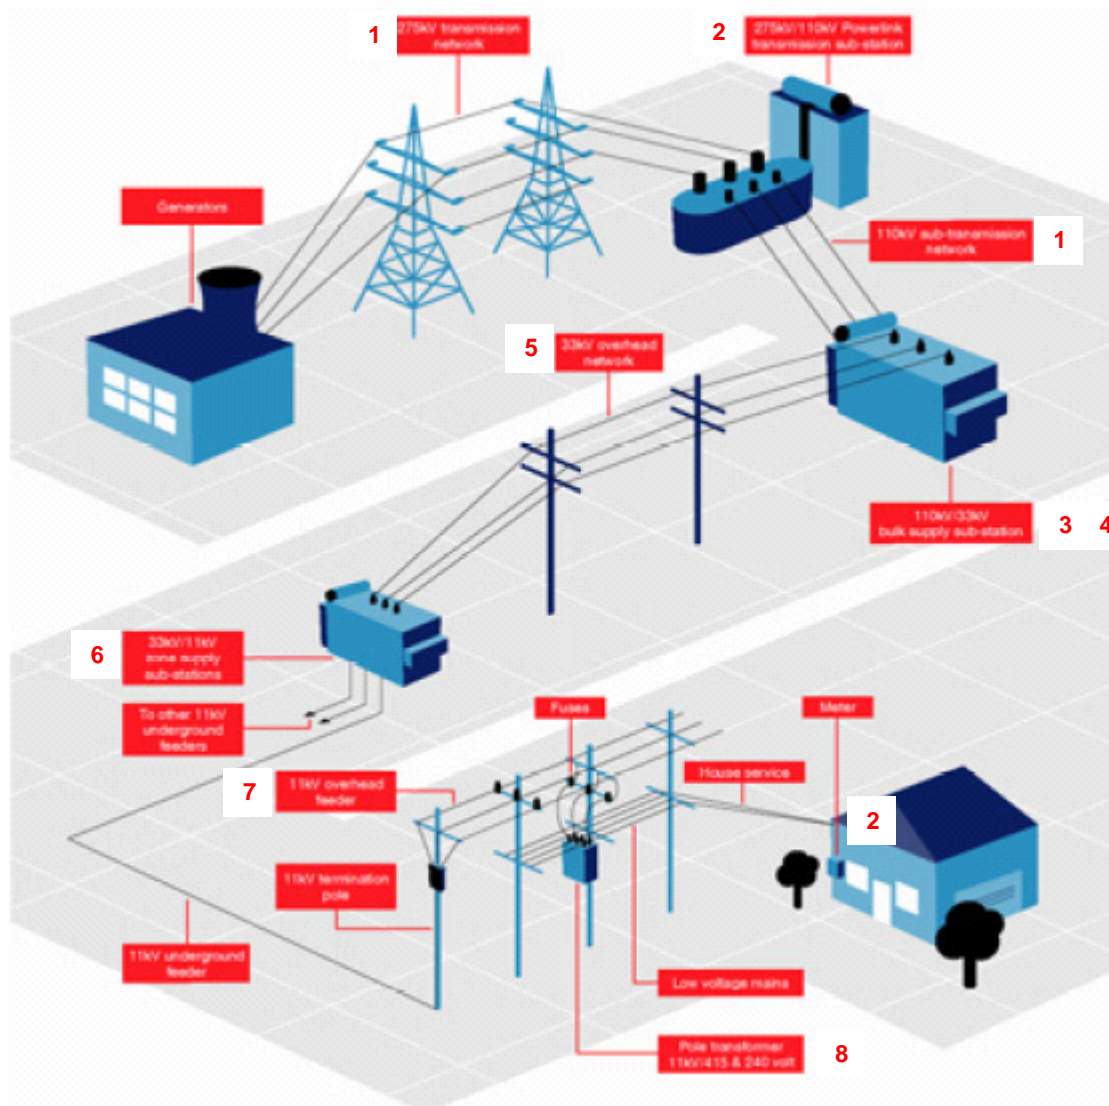 1
275kV transmission
network
2
275kV/110kV Powerlink
transmission sub-station
Generators
110kV sub-transmission
network
1
5
33kV overhead
network
110kV/33kV
bulk supply sub-station
3 4
6
33kV/11kV
zone supply
sub-stations
To other 11kV
underground
feeders
Fuses
Meter
7
11kV overhead
feeder
House service
2
11kV termination
pole
11kV underground
feeder
Low voltage mains
Pole transformer
11kV/415 & 240 volt
8